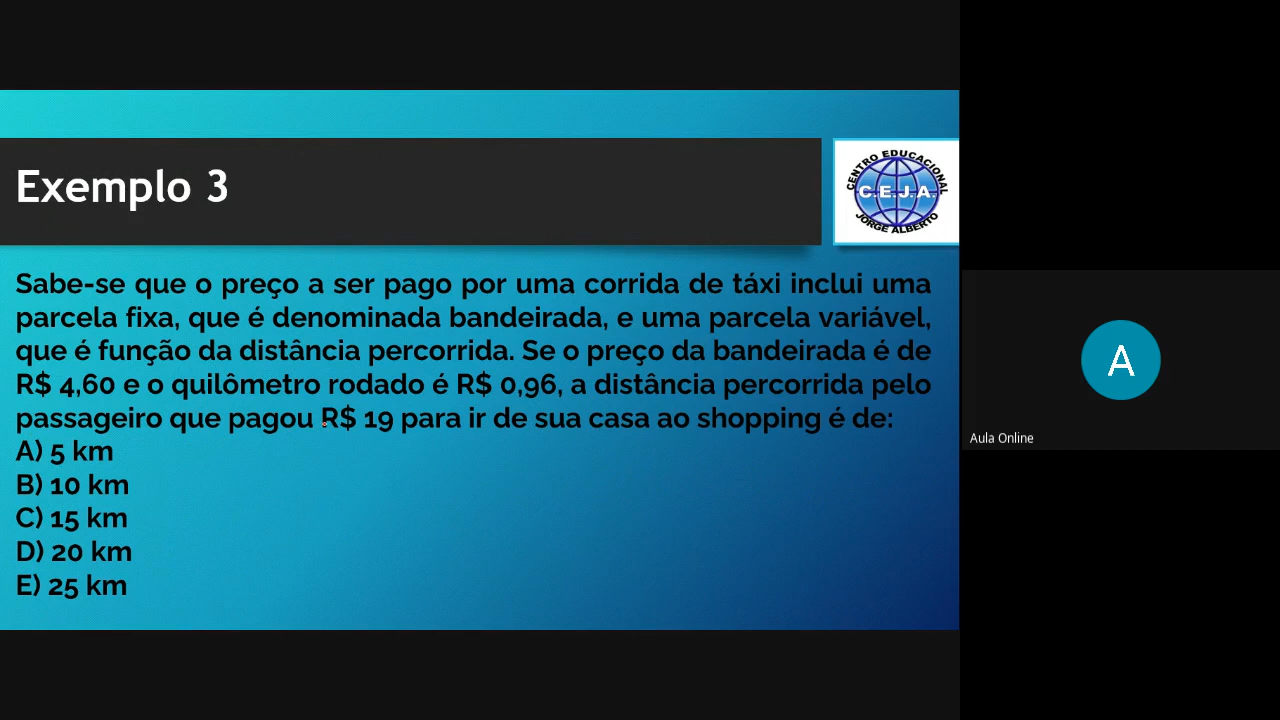 Exemplo 3
CENTRO EDUCACIONAL
C.E.J.A.
JORGE ALBERTO
Sabe-se que o preço a ser pago por uma corrida de táxi inclui uma
parcela fixa, que é denominada bandeirada, e uma parcela variável,
que é função da distância percorrida. Se o preço da bandeirada é de
R$ 4,60 e o quilômetro rodado é R$ 0,96, a distância percorrida pelo
passageiro que pagou R$ 19 para ir de sua casa ao shopping é de:
A) 5 km
B) 10 km
C) 15 km
D) 20 km
E) 25 km
A
Aula Online